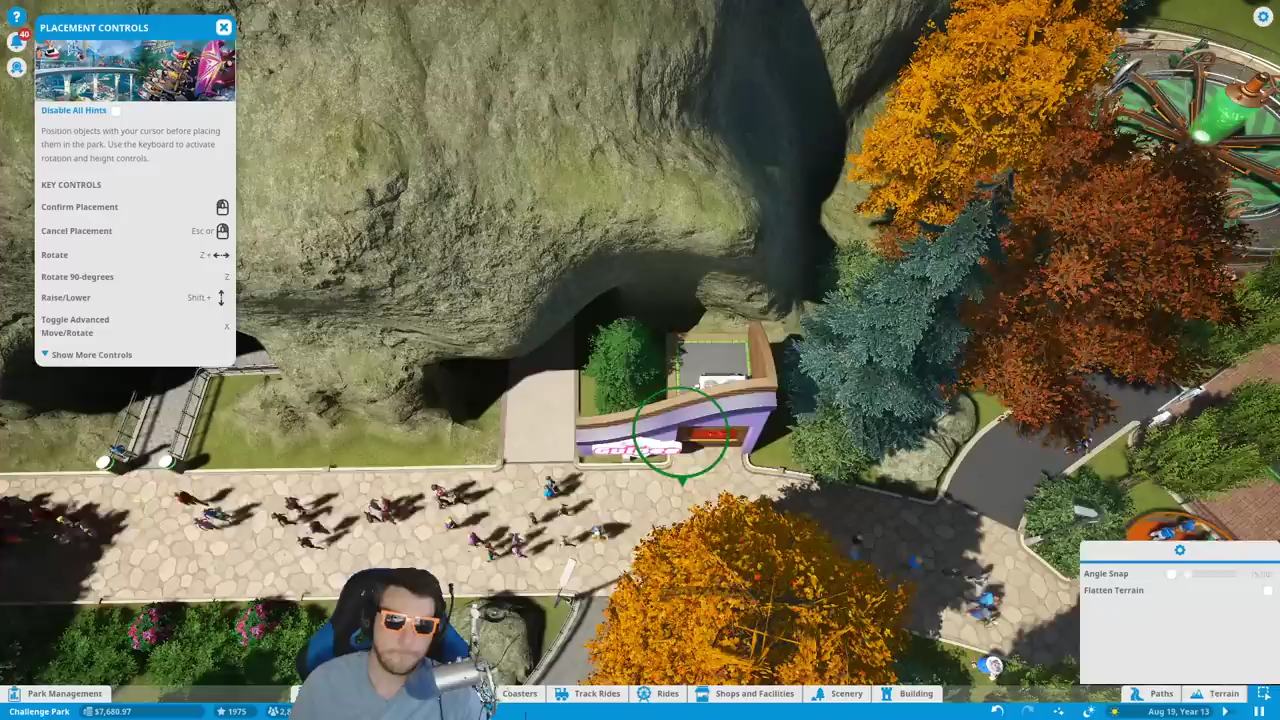 ?
PLACEMENT CONTROLS
40
Disable All Hints
Position objects with your cursor before placing
them in the park. Use the keyboard to activate
rotation and height controls.
KEY CONTROLS
Confirm Placement
Cancel Placement Esc or
Rotate Z +
Rotate 90-degrees Z
Raise/Lower Shift +
Toggle Advanced
Move/Rotate X
Show More Controls
Angle Snap
Flatten Terrain
Park Management
Coasters
Track Rides
Rides
Shops and Facilities
Scenery
Building
Paths
Terrain
Challenge Park
$7,680.97
1975
Aug 19, Year 13